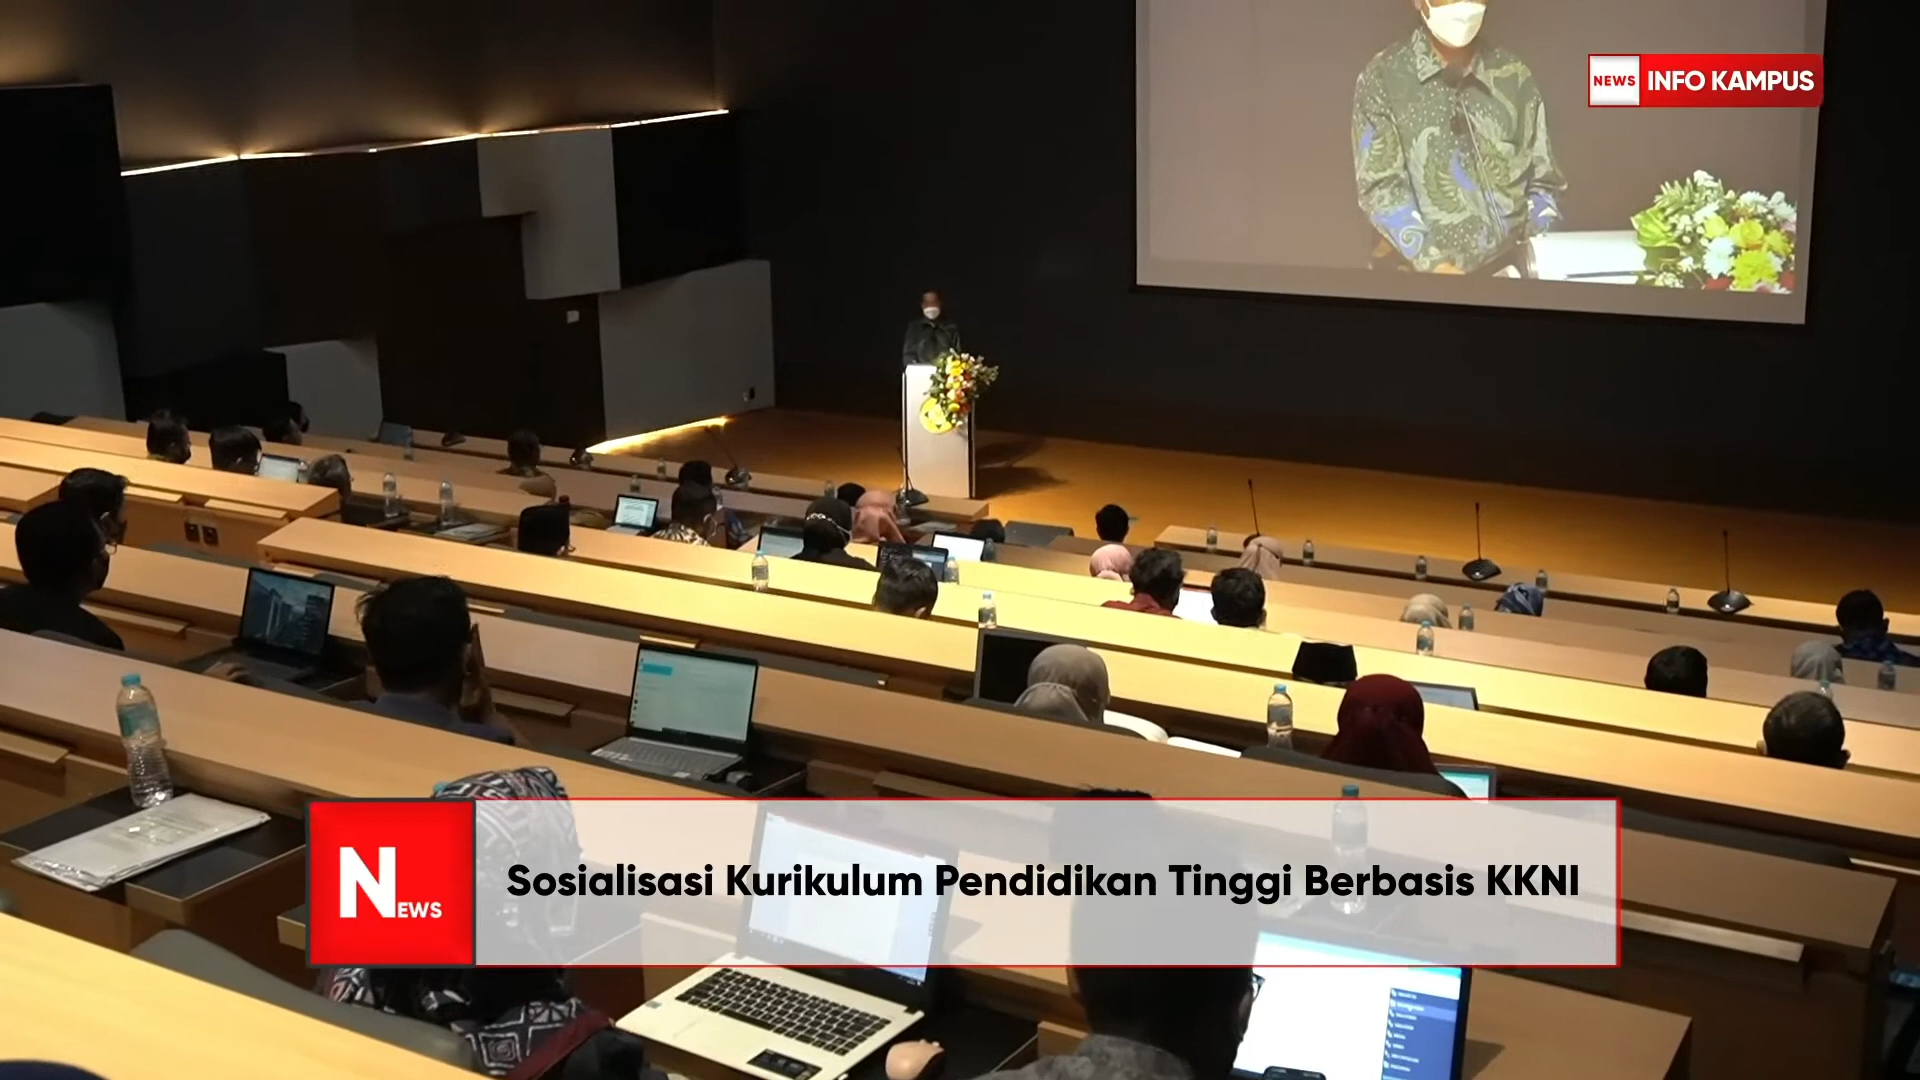 NEWS INFO KAMPUS
NEWS
Sosialisasi Kurikulum Pendidikan Tinggi Berbasis KKNI